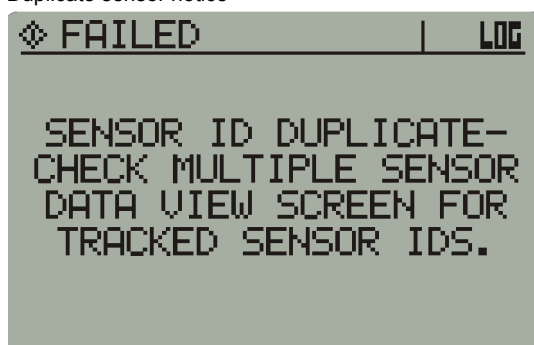 Duplicate sensor notice
FAILED | LOG
SENSOR ID DUPLICATE-
CHECK MULTIPLE SENSOR
DATA VIEW SCREEN FOR
TRACKED SENSOR IDS.